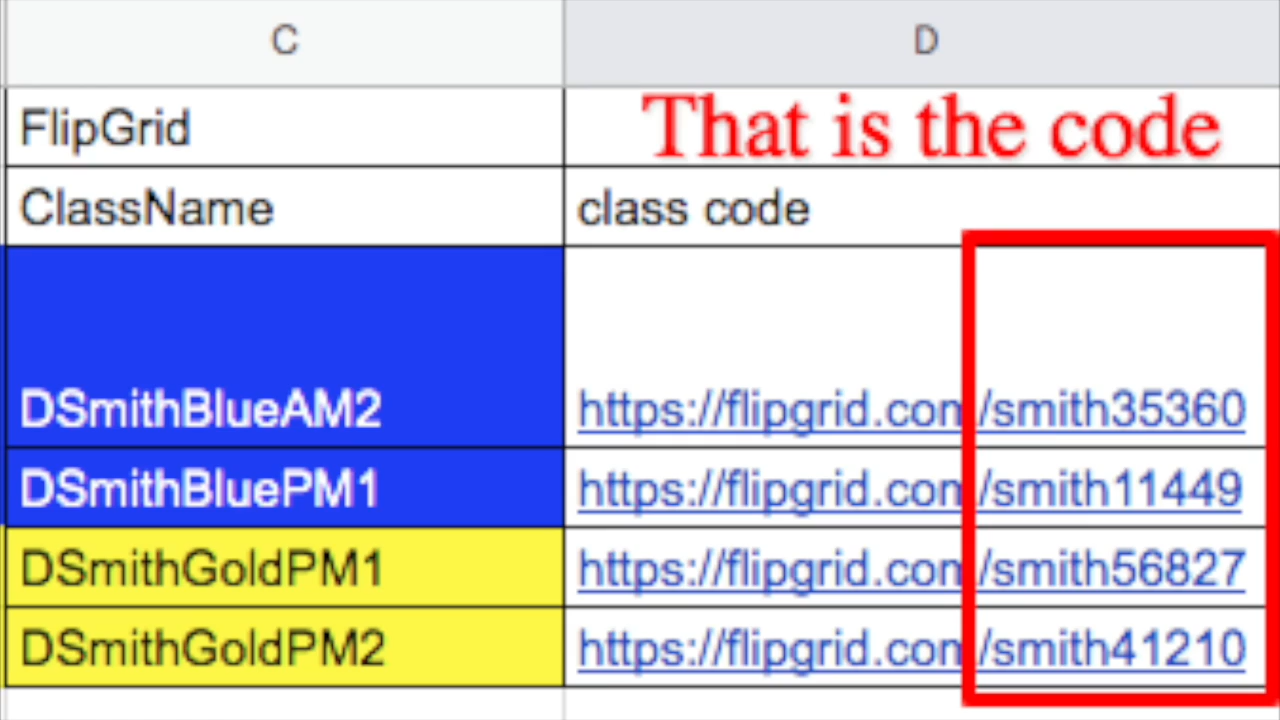 C D
FlipGrid That is the code
ClassName class code
DSmithBlueAM2 https://flipgrid.com/smith35360
DSmithBluePM1 https://flipgrid.com/smith11449
DSmithGoldPM1 https://flipgrid.com/smith56827
DSmithGoldPM2 https://flipgrid.com/smith41210